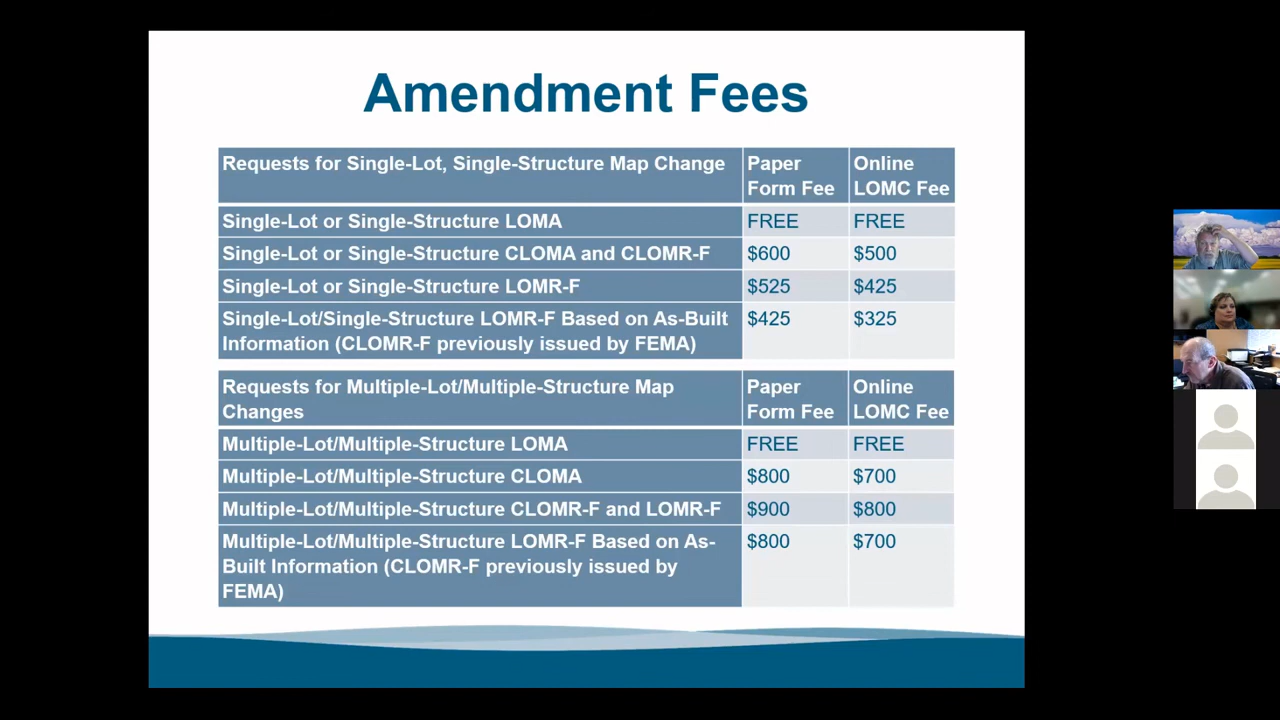 Amendment Fees
Requests for Single-Lot, Single-Structure Map Change
Paper Form Fee
Online LOMC Fee
Single-Lot or Single-Structure LOMA
FREE
FREE
Single-Lot or Single-Structure CLOMA and CLOMR-F
$600
$500
Single-Lot or Single-Structure LOMR-F
$525
$425
Single-Lot/Single-Structure LOMR-F Based on As-Built
Information (CLOMR-F previously issued by FEMA)
$425
$325
Requests for Multiple-Lot/Multiple-Structure Map
Changes
Paper Form Fee
Online LOMC Fee
Multiple-Lot/Multiple-Structure LOMA
FREE
FREE
Multiple-Lot/Multiple-Structure CLOMA
$800
$700
Multiple-Lot/Multiple-Structure CLOMR-F and LOMR-F
$900
$800
Multiple-Lot/Multiple-Structure LOMR-F Based on As-
Built Information (CLOMR-F previously issued by
FEMA)
$800
$700